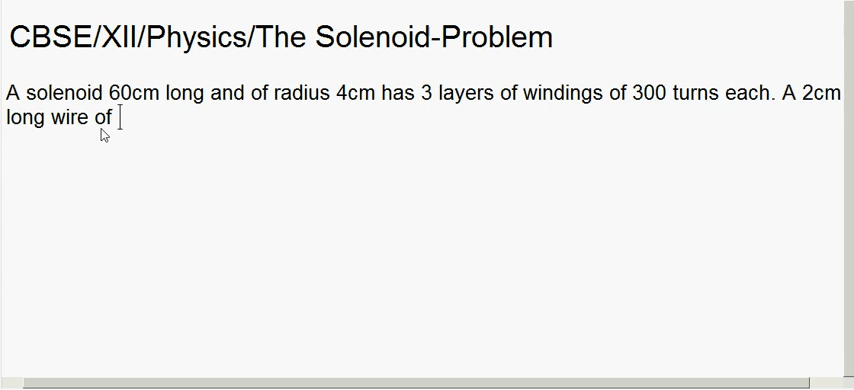 CBSE/XII/Physics/The Solenoid-Problem
A solenoid 60cm long and of radius 4cm has 3 layers of windings of 300 turns each. A 2cm
long wire of